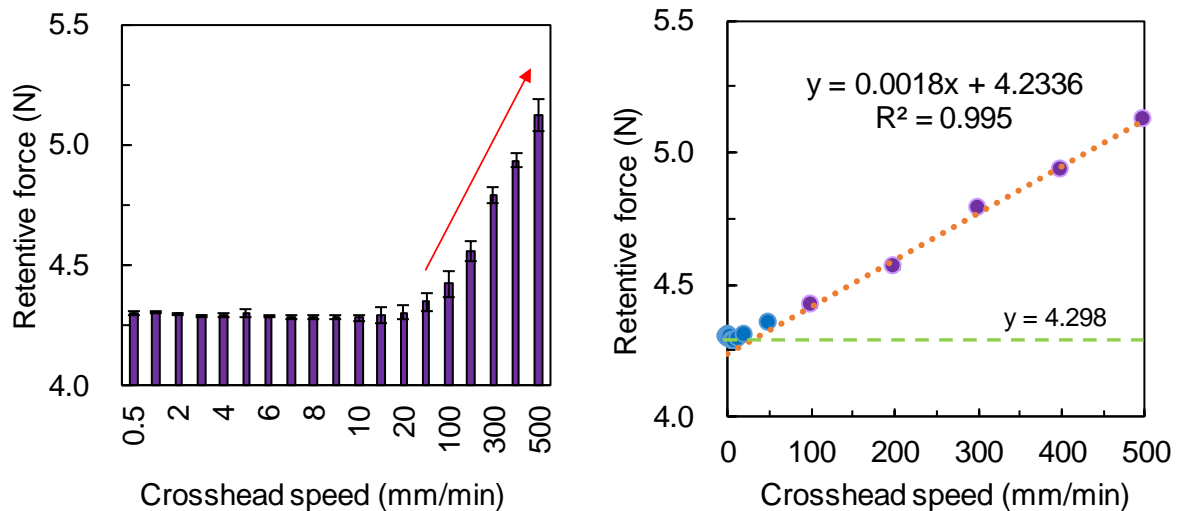 Retentive force (N)
5.5
5.0
4.5
4.0
0.5
2
4
6
8
10
20
100
300
500
Crosshead speed (mm/min)
Retentive force (N)
5.5
5.0
4.5
4.0
y = 0.0018x + 4.2336
R² = 0.995
y = 4.298
0 100 200 300 400 500
Crosshead speed (mm/min)